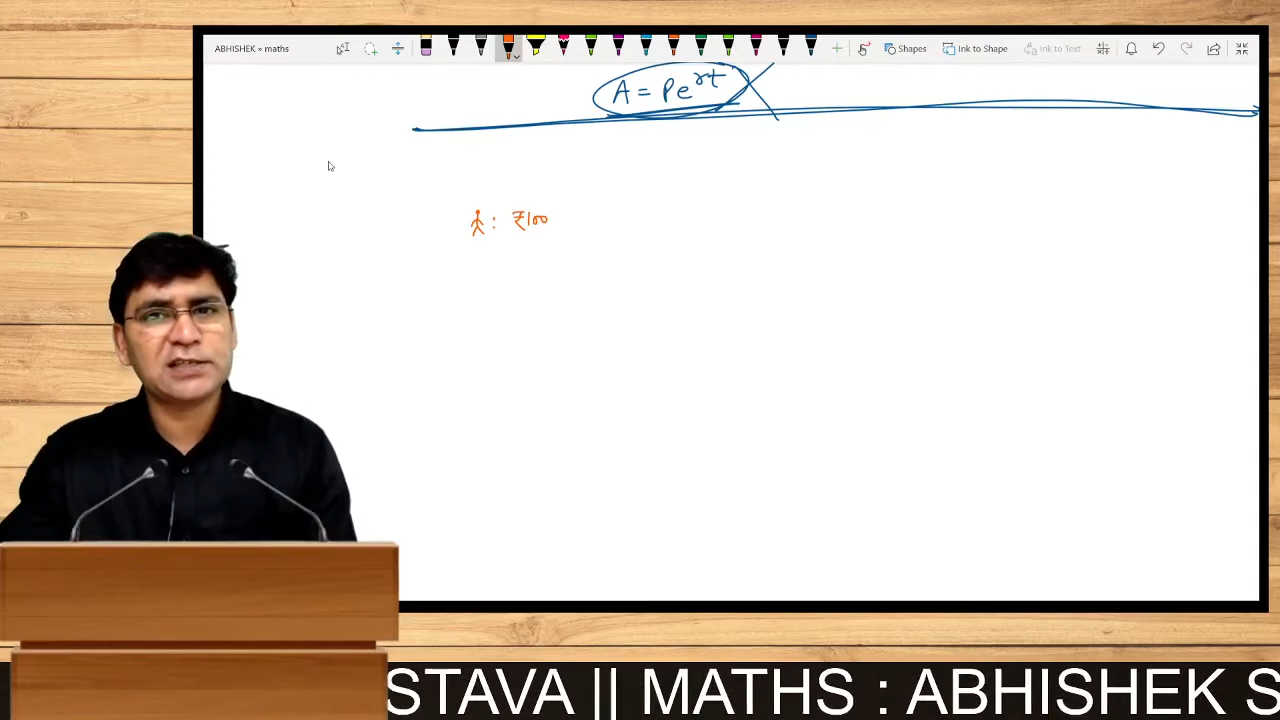 ABHISHEK » maths
Shapes
Ink to Shape
Ink to Text
A = Pe^rt
: ₹100
STAVA || MATHS : ABHISHEK S